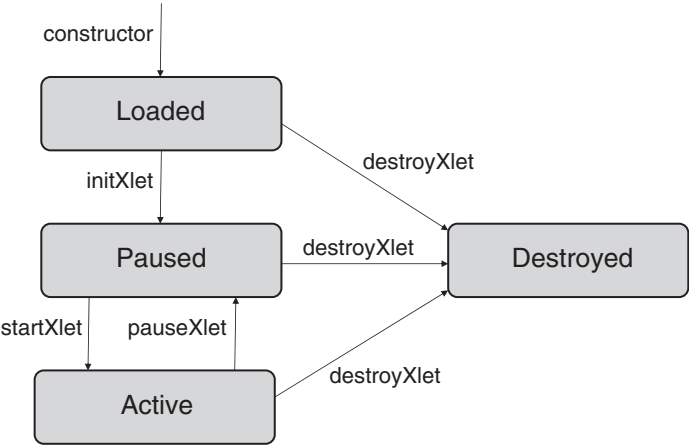 constructor
Loaded
destroyXlet
initXlet
Paused
destroyXlet
Destroyed
startXlet
pauseXlet
destroyXlet
Active